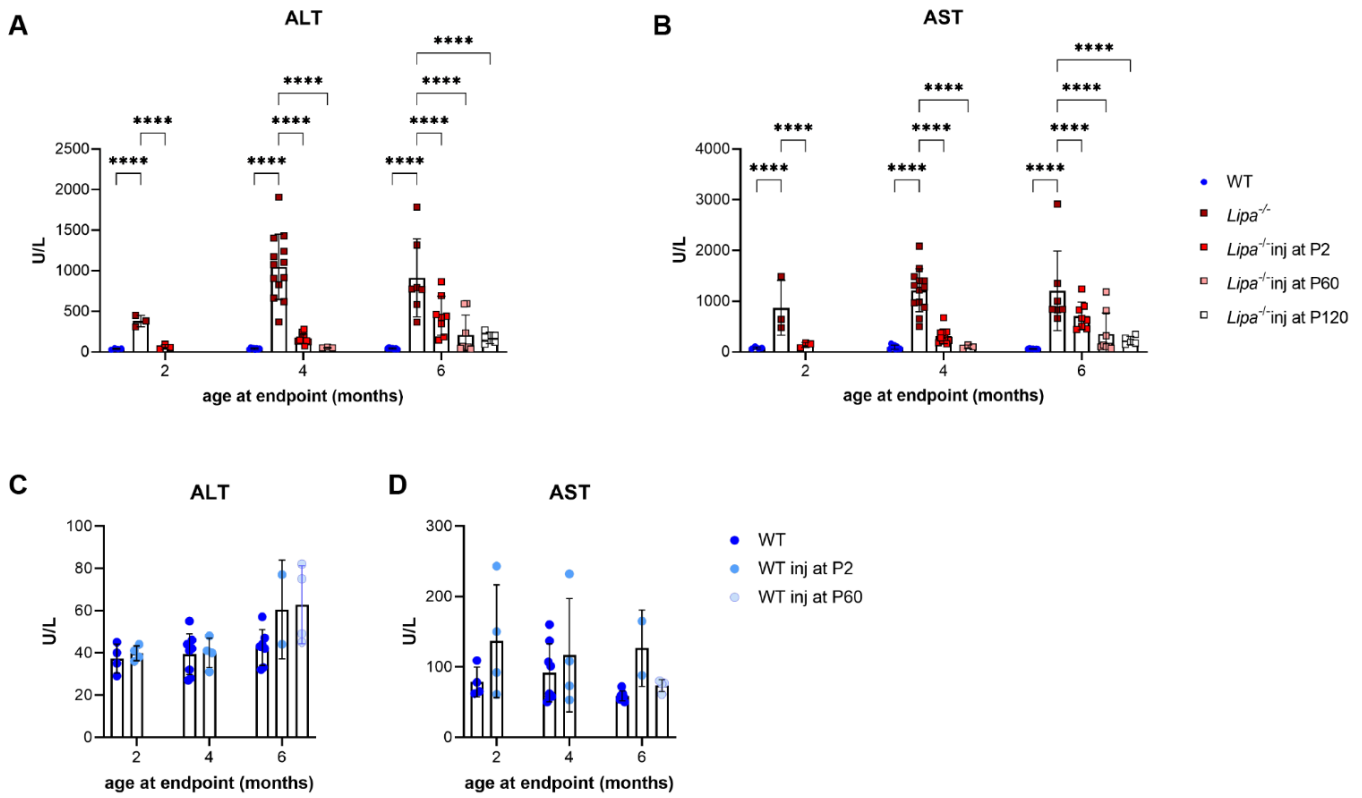 A
ALT
****
****
****
****
****
****
****
****
****
2500
2000
1500
1000
500
0
U/L
2
4
6
age at endpoint (months)
B
AST
****
****
****
****
****
****
****
****
****
4000
3000
2000
1000
0
U/L
2
4
6
age at endpoint (months)
WT
Lipa-/-
Lipa-/-inj at P2
Lipa-/-inj at P60
Lipa-/-inj at P120
C
ALT
100
80
60
40
20
0
U/L
2
4
6
age at endpoint (months)
D
AST
300
200
100
0
U/L
2
4
6
age at endpoint (months)
WT
WT inj at P2
WT inj at P60